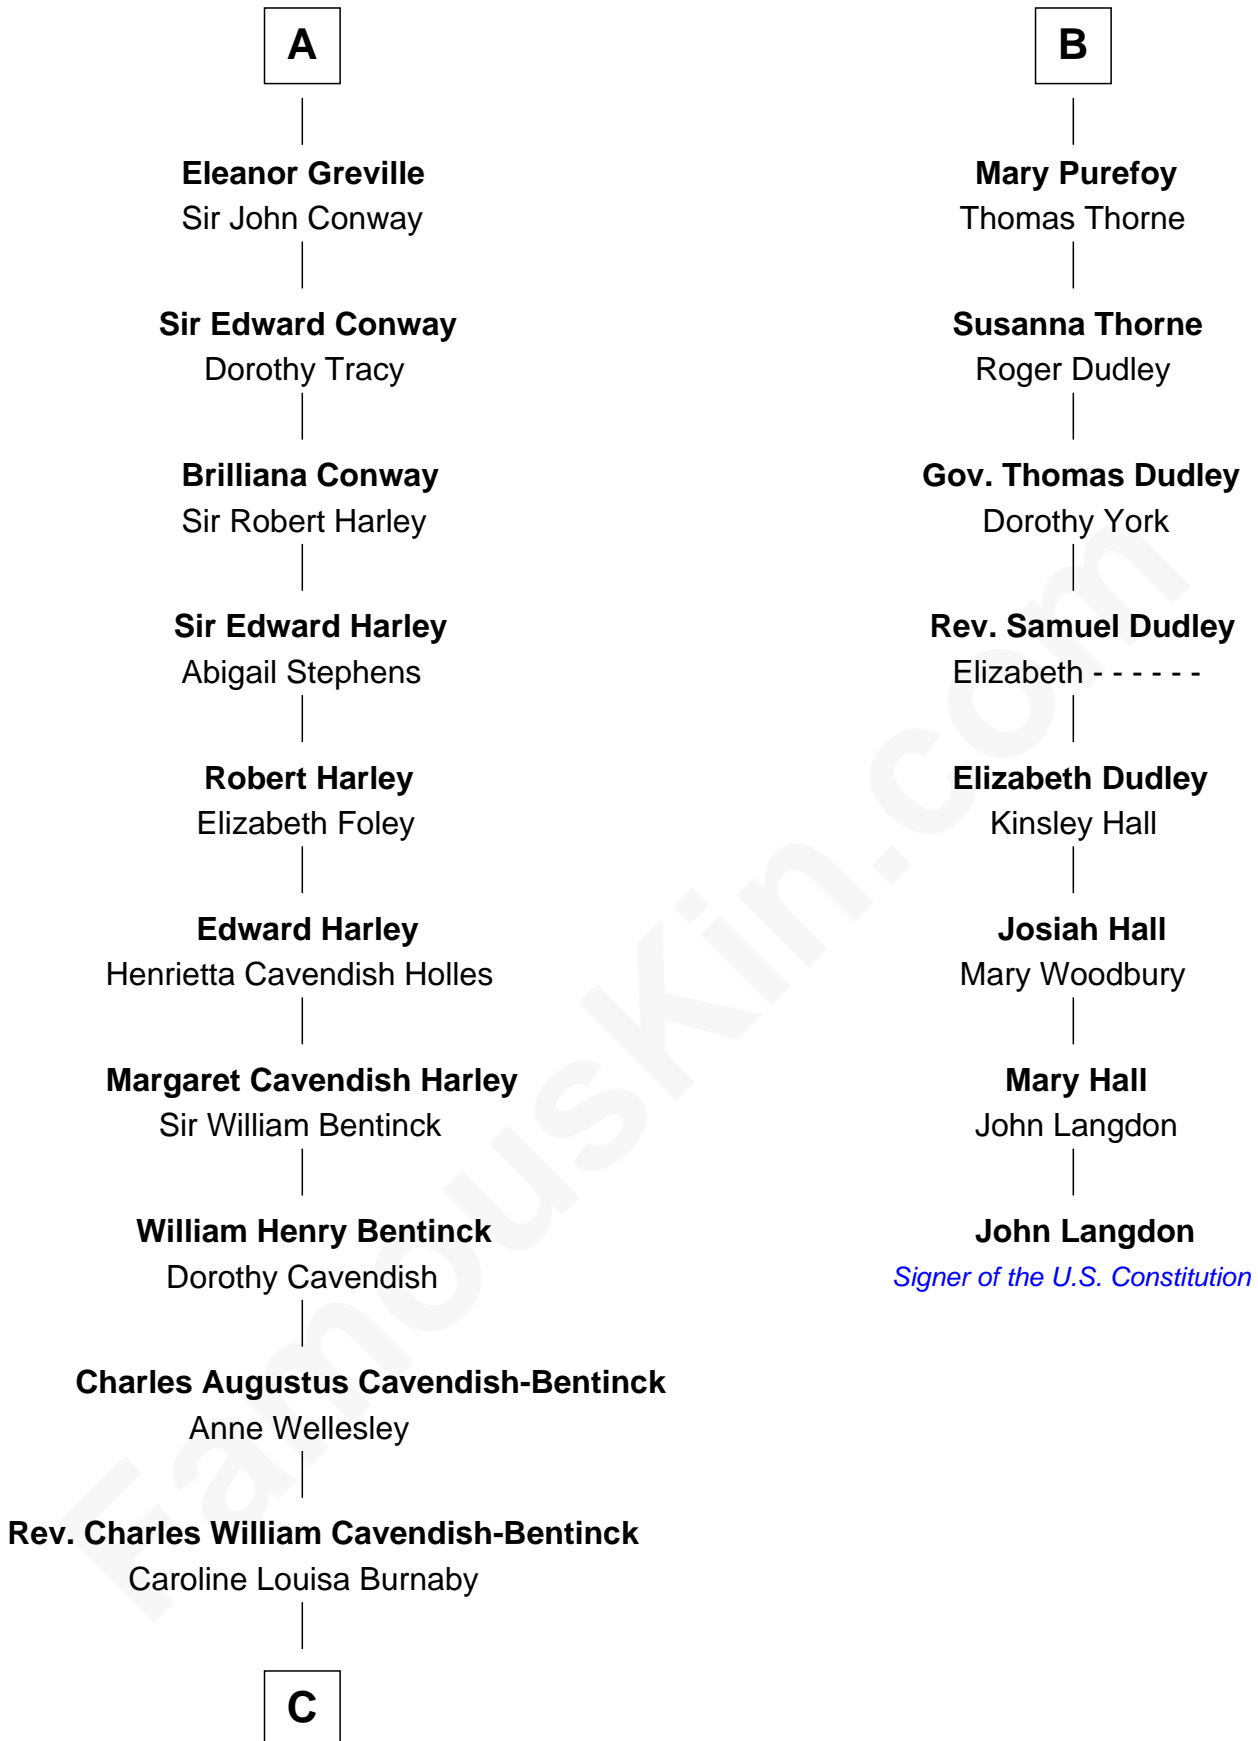 A
Eleanor Greville
Sir John Conway
Sir Edward Conway
Dorothy Tracy
Brilliana Conway
Sir Robert Harley
Sir Edward Harley
Abigail Stephens
Robert Harley
Elizabeth Foley
Edward Harley
Henrietta Cavendish Holles
Margaret Cavendish Harley
Sir William Bentinck
William Henry Bentinck
Dorothy Cavendish
Charles Augustus Cavendish-Bentinck
Anne Wellesley
Rev. Charles William Cavendish-Bentinck
Caroline Louisa Burnaby
C
B
Mary Purefoy
Thomas Thorne
Susanna Thorne
Roger Dudley
Gov. Thomas Dudley
Dorothy York
Rev. Samuel Dudley
Elizabeth - - - - - -
Elizabeth Dudley
Kinsley Hall
Josiah Hall
Mary Woodbury
Mary Hall
John Langdon
John Langdon
Signer of the U.S. Constitution
FamousKin.com